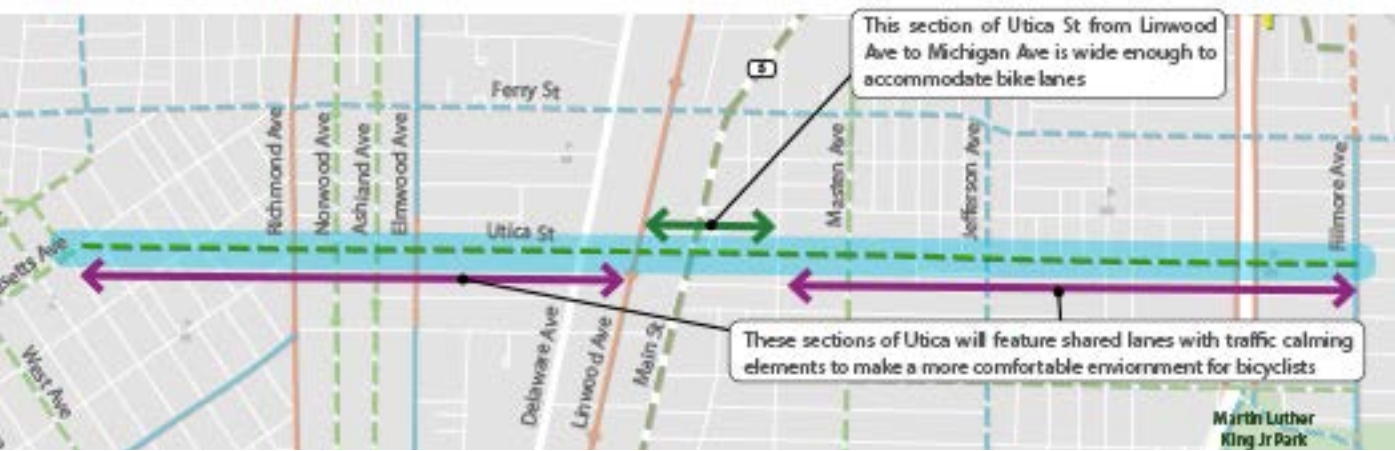 This section of Utica St from Linwood
Ave to Michigan Ave is wide enough to
accommodate bike lanes
5
Ferry St
Richmond Ave
Norwood Ave
Ashland Ave
Elmwood Ave
Masten Ave
Jefferson Ave
Fillmore Ave
Utica St
setts Ave
West Ave
Delaware Ave
Linwood Ave
Main St
These sections of Utica will feature shared lanes with traffic calming
elements to make a more comfortable enviornment for bicyclists
Martin Luther
King Jr Park